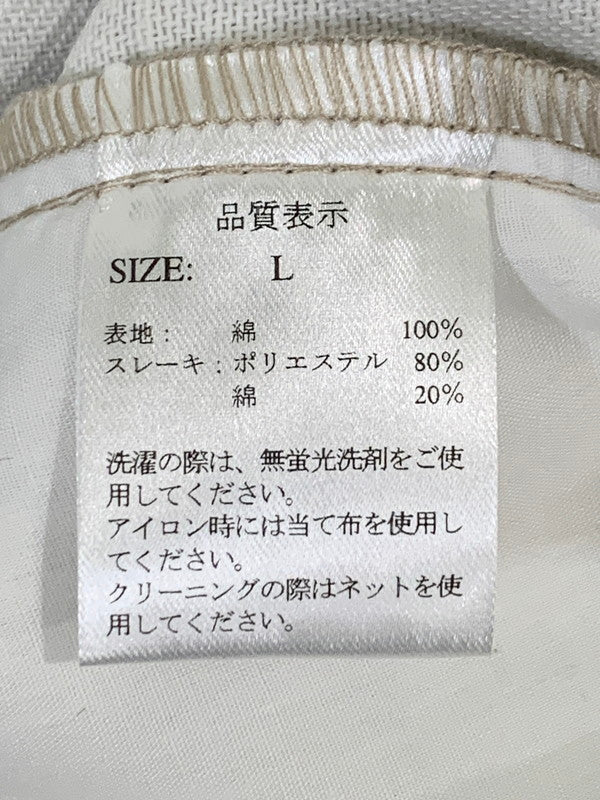 品質表示
SIZE: L
表地： 綿 100%
スレーキ：ポリエステル 80%
綿 20%
洗濯の際は、無蛍光洗剤をご使
用してください。
アイロン時には当て布を使用し
てください。
クリーニングの際はネットを使
用してください。